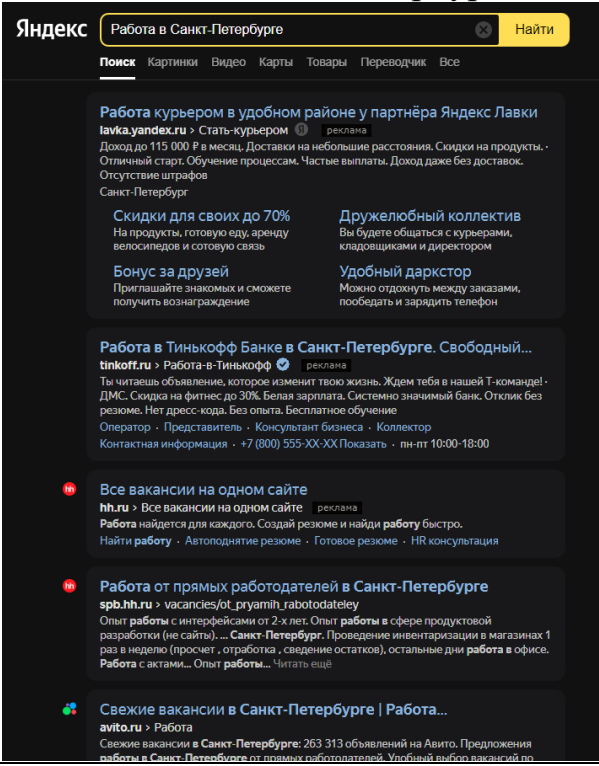 Яндекс
Работа в Санкт-Петербурге
Найти
Поиск Картинки Видео Карты Товары Переводчик Все
Работа курьером в удобном районе у партнёра Яндекс Лавки
lavka.yandex.ru › Стать-курьером Я реклама
Доход до 115 000 ₽ в месяц. Доставки на небольшие расстояния. Скидки на продукты. ·
Отличный старт. Обучение процессам. Частые выплаты. Доход даже без доставок.
Отсутствие штрафов
Санкт-Петербург
Скидки для своих до 70%
На продукты, готовую еду, аренду
велосипедов и сотовую связь
Дружелюбный коллектив
Вы будете общаться с курьерами,
кладовщиками и директором
Бонус за друзей
Приглашайте знакомых и сможете
получить вознаграждение
Удобный даркстор
Можно отдохнуть между заказами,
пообедать и зарядить телефон
Работа в Тинькофф Банке в Санкт-Петербурге. Свободный...
tinkoff.ru › Работа-в-Тинькофф реклама
Ты читаешь объявление, которое изменит твою жизнь. Ждем тебя в нашей Т-команде! ·
ДМС. Скидка на фитнес до 30%. Белая зарплата. Системно значимый банк. Отклик без
резюме. Нет дресс-кода. Без опыта. Бесплатное обучение
Оператор · Представитель · Консультант бизнеса · Коллектор
Контактная информация · +7 (800) 555-XX-XX Показать · пн-пт 10:00-18:00
hh
Все вакансии на одном сайте
hh.ru › Все вакансии на одном сайте реклама
Работа найдется для каждого. Создай резюме и найди работу быстро.
Найти работу · Автоподнятие резюме · Готовое резюме · HR консультация
hh
Работа от прямых работодателей в Санкт-Петербурге
spb.hh.ru › vacancies/ot_pryamih_rabotodateley
Опыт работы с интерфейсами от 2-х лет. Опыт работы в сфере продуктовой
разработки (не сайты). ... Санкт-Петербург. Проведение инвентаризации в магазинах 1
раз в неделю (просчет , отработка , сведение остатков), остальные дни работа в офисе.
Работа с актами... Опыт работы... Читать ещё
Свежие вакансии в Санкт-Петербурге | Работа...
avito.ru › Работа
Свежие вакансии в Санкт-Петербурге: 263 313 объявлений на Авито. Предложения
работы в Санкт-Петербурге от прямых работодателей. Удобный выбор вакансий по